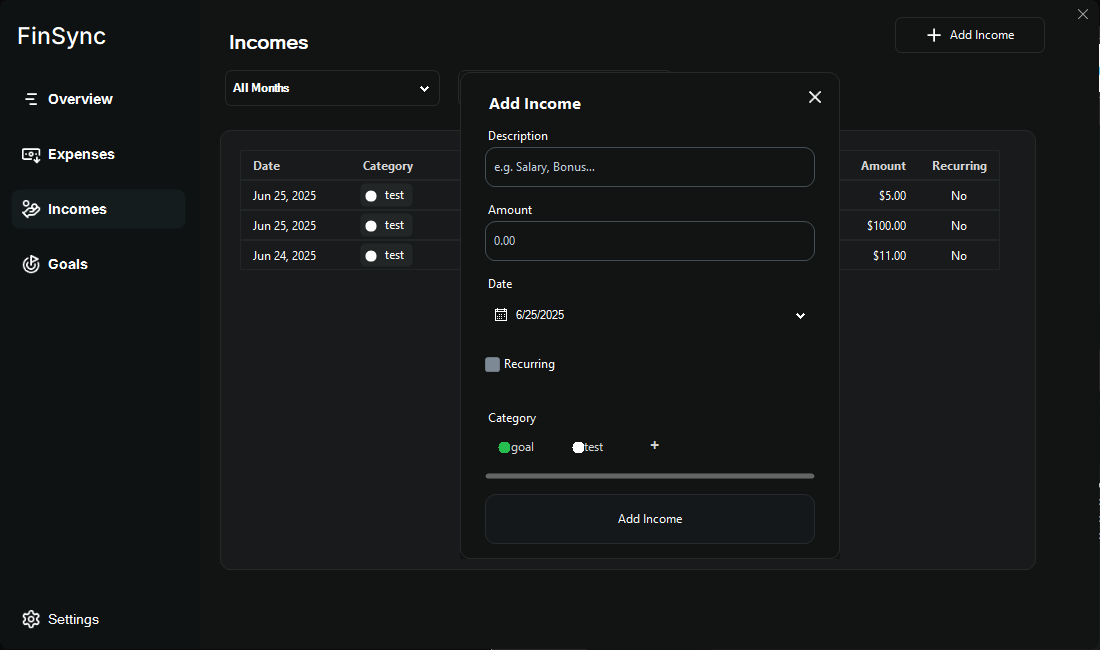 FinSync
Overview
Expenses
Incomes
Goals
Settings
Incomes
+ Add Income
All Months
Date Category Amount Recurring
Jun 25, 2025 test $5.00 No
Jun 25, 2025 test $100.00 No
Jun 24, 2025 test $11.00 No
Add Income
Description
e.g. Salary, Bonus...
Amount
0.00
Date
6/25/2025
Recurring
Category
goal test +
Add Income